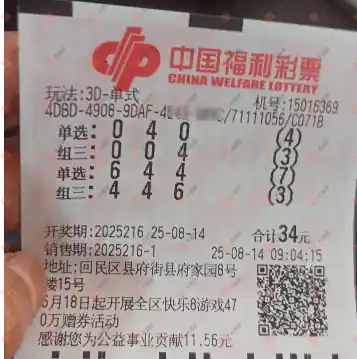 中国福利彩票
CHINA WELFARE LOTTERY
玩法:3D-单式
机号:15016369
4DBD-4908-9DAF-4 C/71111056/C071B
单选: 0 4 0 (4)
组三: 0 0 4 (3)
单选: 6 4 4 (7)
组三: 4 4 6 (3)
开奖期:2025216 25-08-14 合计34元
销售期:2025216-1 25-08-14 09:04:15
地址:回民区县府街县府家园8号
楼15号
6月18日起开展全区快乐8游戏47
0万赠券活动
感谢您为公益事业贡献11.56元